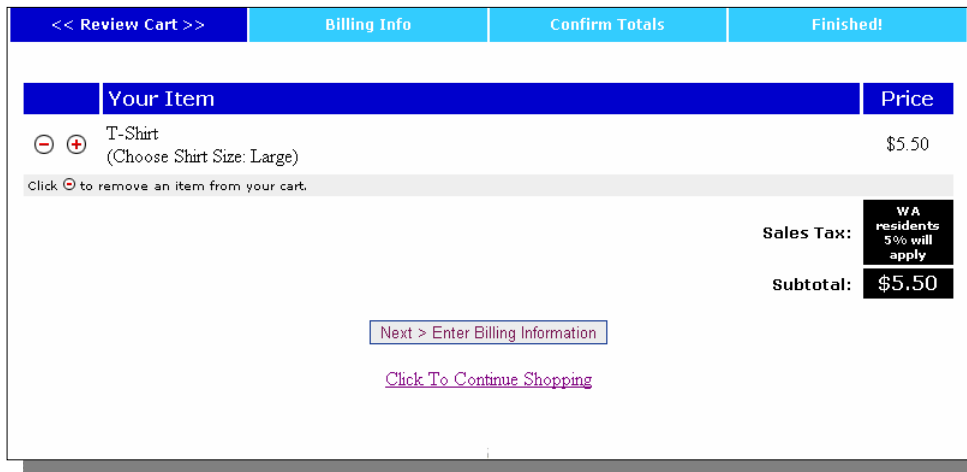 << Review Cart >> Billing Info Confirm Totals Finished!
Your Item Price
T-Shirt
(Choose Shirt Size: Large) $5.50
Click to remove an item from your cart.
Sales Tax: WA
residents
5% will
apply
Subtotal: $5.50
Next > Enter Billing Information
Click To Continue Shopping